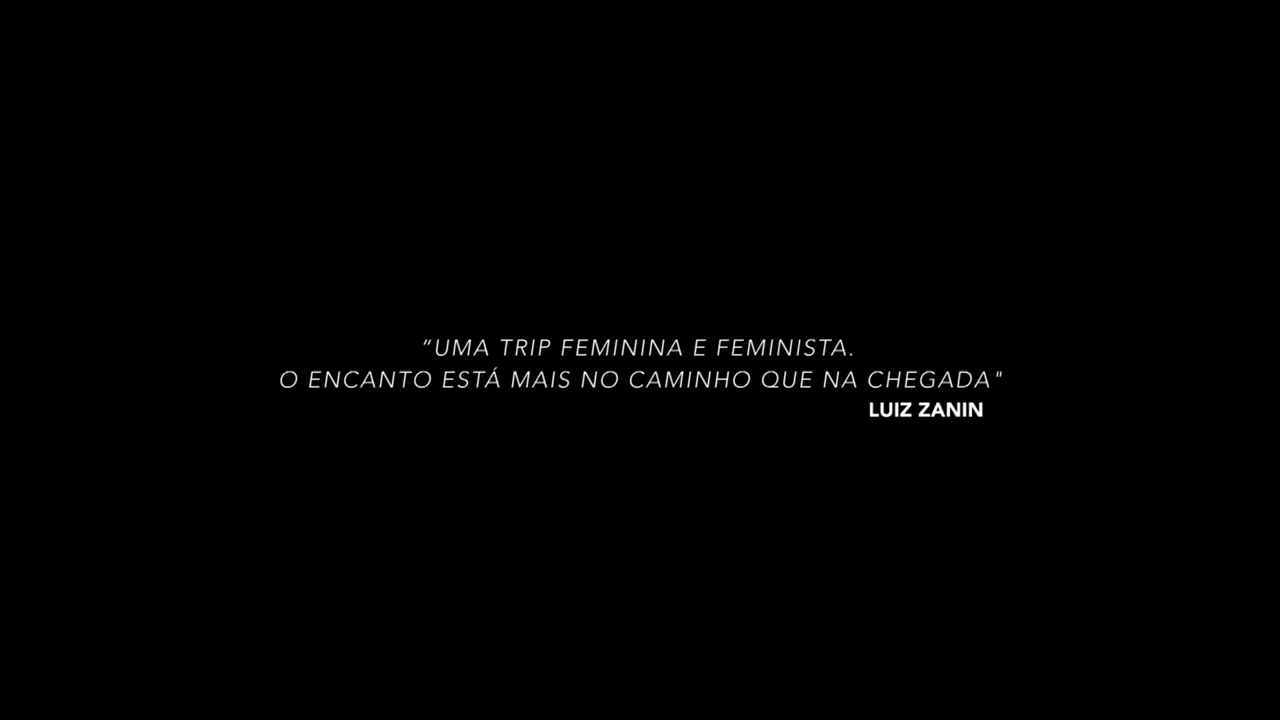 “UMA TRIP FEMININA E FEMINISTA.
O ENCANTO ESTÁ MAIS NO CAMINHO QUE NA CHEGADA"
LUIZ ZANIN